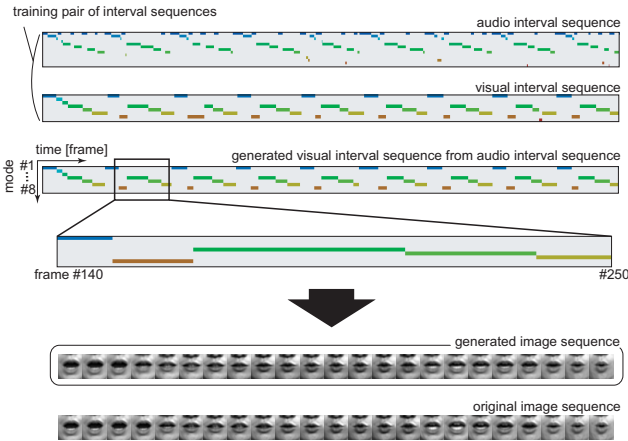 training pair of interval sequences
audio interval sequence
visual interval sequence
time [frame]
generated visual interval sequence from audio interval sequence
mode
#1
...
#8
frame #140
#250
generated image sequence
original image sequence